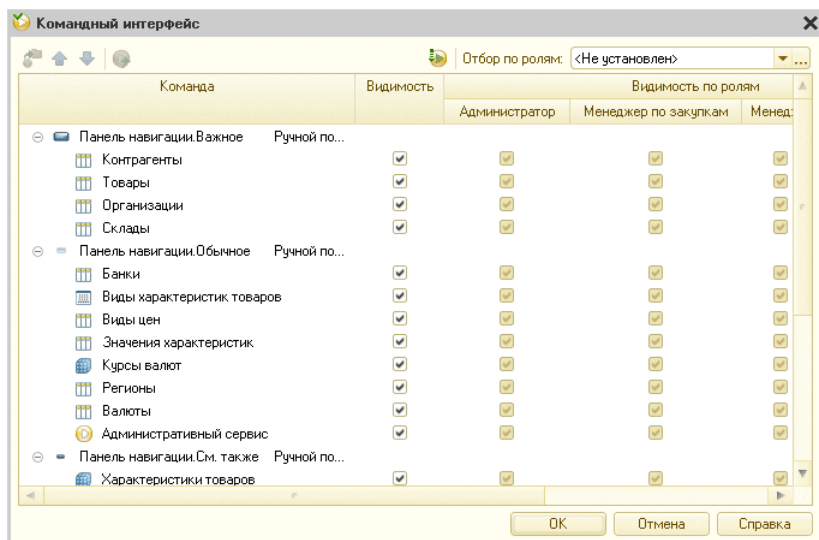 Командный интерфейс
Отбор по ролям: <Не установлен>
Команда Видимость Видимость по ролям
Администратор Менеджер по закупкам Менед:
Панель навигации.Важное Ручной по...
Контрагенты
Товары
Организации
Склады
Панель навигации.Обычное Ручной по...
Банки
Виды характеристик товаров
Виды цен
Значения характеристик
Курсы валют
Регионы
Валюты
Административный сервис
Панель навигации.См. также Ручной по...
Характеристики товаров
ОК Отмена Справка